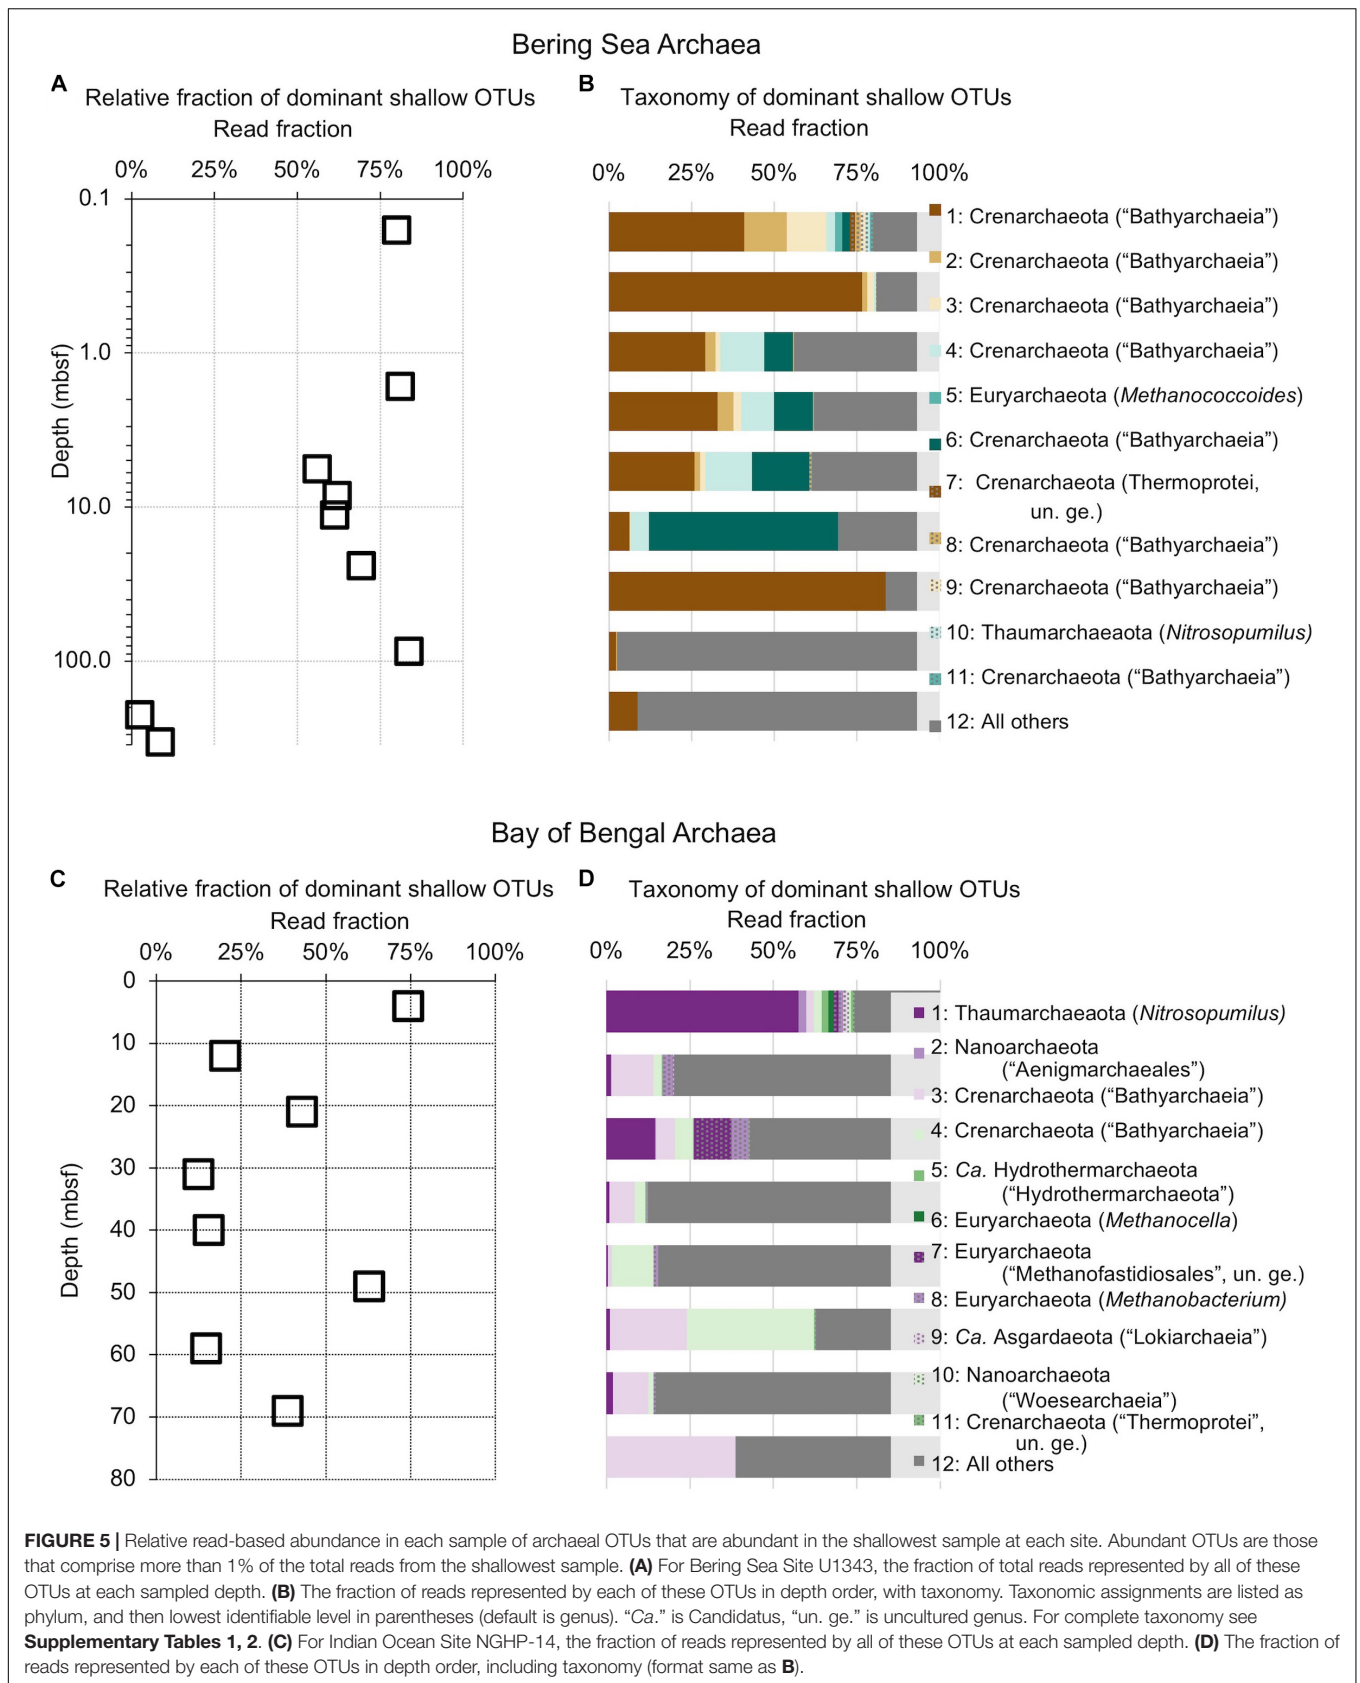 Bering Sea Archaea
A
Relative fraction of dominant shallow OTUs
Read fraction
0% 25% 50% 75% 100%
0.1
1.0
10.0
100.0
Depth (mbsf)
B
Taxonomy of dominant shallow OTUs
Read fraction
0% 25% 50% 75% 100%
1: Crenarchaeota (“Bathyarchaeia”)
2: Crenarchaeota (“Bathyarchaeia”)
3: Crenarchaeota (“Bathyarchaeia”)
4: Crenarchaeota (“Bathyarchaeia”)
5: Euryarchaeota (Methanococcoides)
6: Crenarchaeota (“Bathyarchaeia”)
7: Crenarchaeota (Thermoprotei,
un. ge.)
8: Crenarchaeota (“Bathyarchaeia”)
9: Crenarchaeota (“Bathyarchaeia”)
10: Thaumarchaeaota (Nitrosopumilus)
11: Crenarchaeota (“Bathyarchaeia”)
12: All others
Bay of Bengal Archaea
C
Relative fraction of dominant shallow OTUs
Read fraction
0% 25% 50% 75% 100%
0
10
20
30
40
50
60
70
80
Depth (mbsf)
D
Taxonomy of dominant shallow OTUs
Read fraction
0% 25% 50% 75% 100%
1: Thaumarchaeaota (Nitrosopumilus)
2: Nanoarchaeota
(“Aenigmarchaeales”)
3: Crenarchaeota (“Bathyarchaeia”)
4: Crenarchaeota (“Bathyarchaeia”)
5: Ca. Hydrothermarchaeota
(“Hydrothermarchaeota”)
6: Euryarchaeota (Methanocella)
7: Euryarchaeota
(“Methanofastidiosales”, un. ge.)
8: Euryarchaeota (Methanobacterium)
9: Ca. Asgardaeota (“Lokiarchaeia”)
10: Nanoarchaeota
(“Woesearchaeia”)
11: Crenarchaeota (“Thermoprotei”,
un. ge.)
12: All others
FIGURE 5 | Relative read-based abundance in each sample of archaeal OTUs that are abundant in the shallowest sample at each site. Abundant OTUs are those
that comprise more than 1% of the total reads from the shallowest sample. (A) For Bering Sea Site U1343, the fraction of total reads represented by all of these
OTUs at each sampled depth. (B) The fraction of reads represented by each of these OTUs in depth order, with taxonomy. Taxonomic assignments are listed as
phylum, and then lowest identifiable level in parentheses (default is genus). “Ca.” is Candidatus, “un. ge.” is uncultured genus. For complete taxonomy see
Supplementary Tables 1, 2. (C) For Indian Ocean Site NGHP-14, the fraction of reads represented by all of these OTUs at each sampled depth. (D) The fraction of
reads represented by each of these OTUs in depth order, including taxonomy (format same as B).